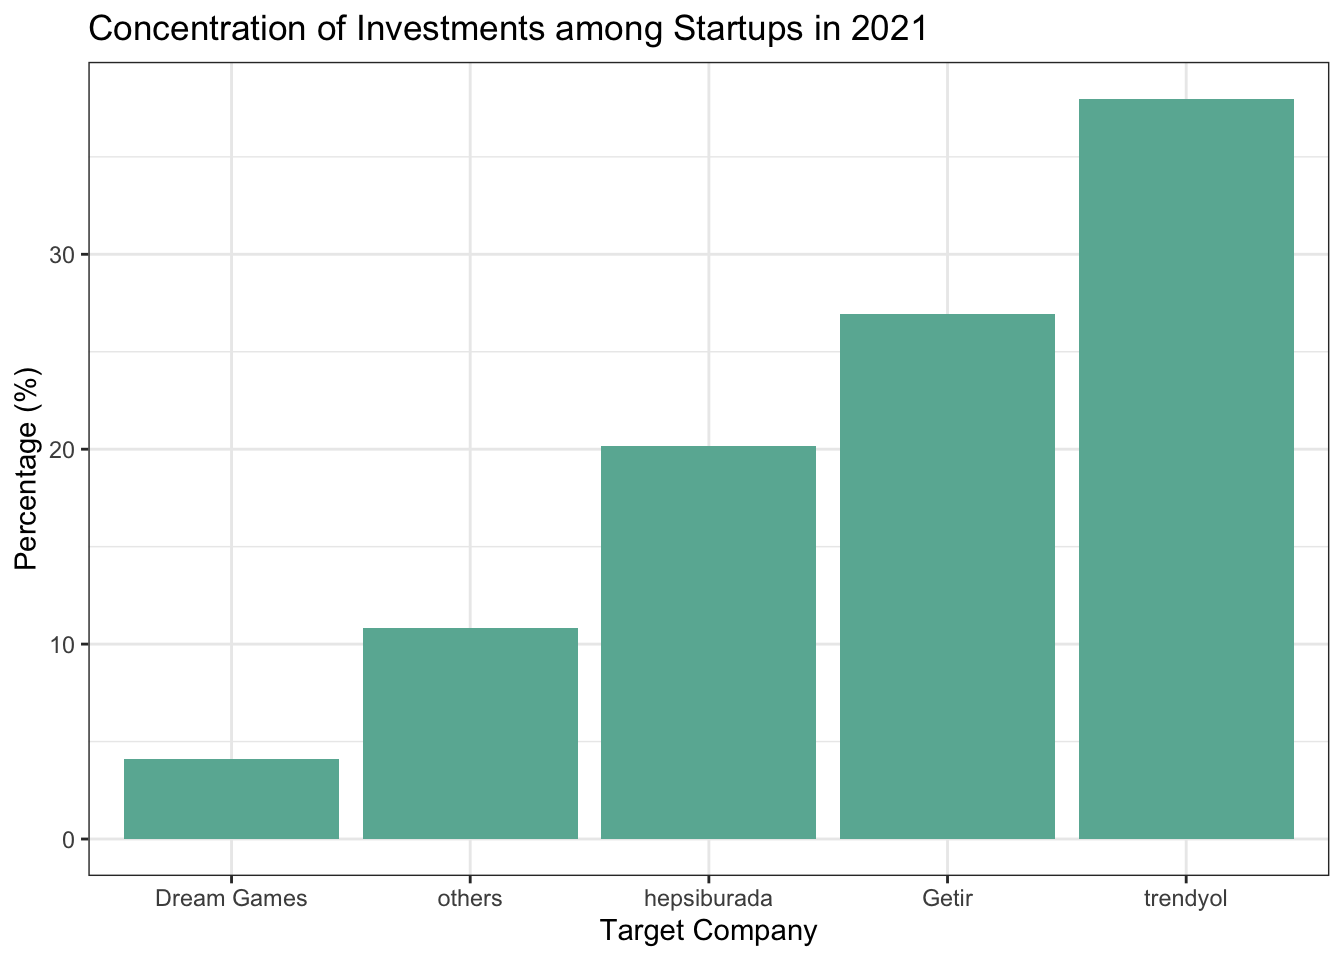 Concentration of Investments among Startups in 2021
Percentage (%)
30
20
10
0
Dream Games others hepsiburada Getir trendyol
Target Company